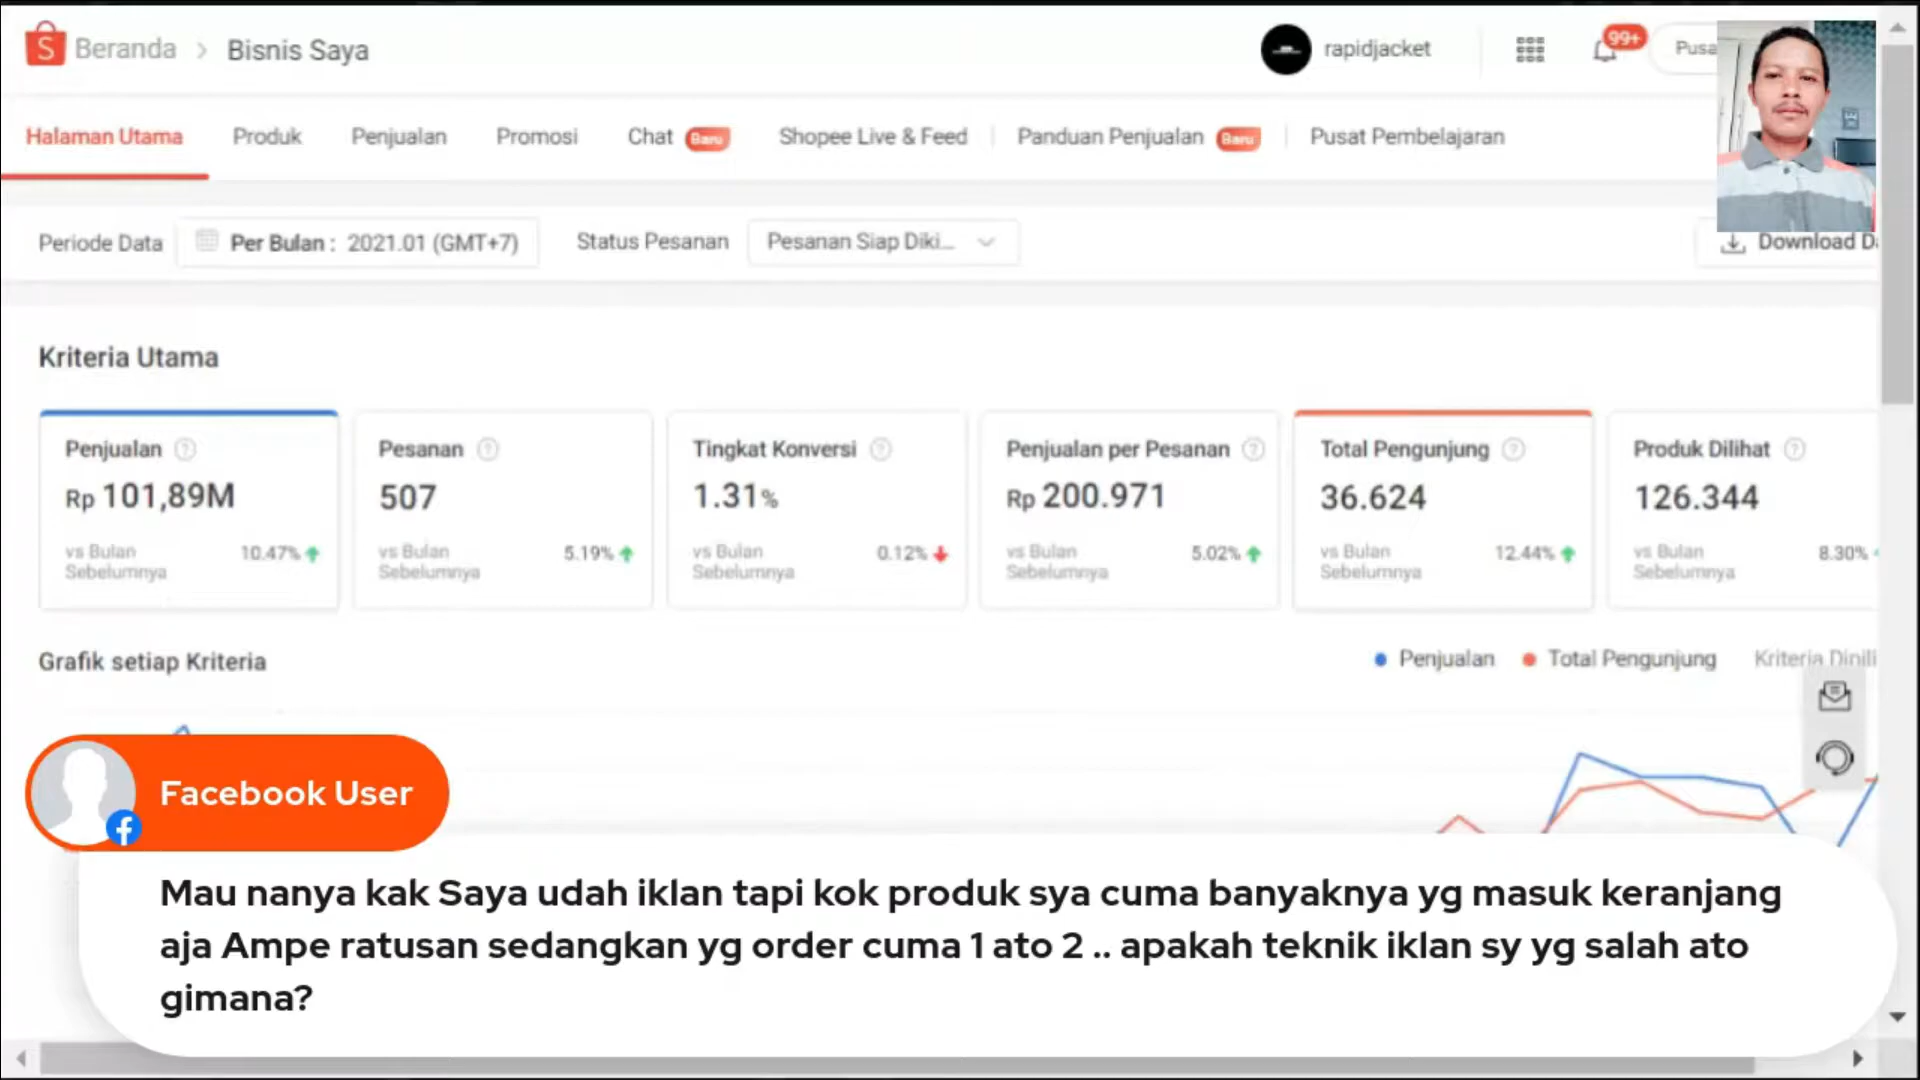 Beranda > Bisnis Saya
rapidjacket
99+
Halaman Utama Produk Penjualan Promosi Chat Baru Shopee Live & Feed Panduan Penjualan Baru Pusat Pembelajaran
Periode Data Per Bulan : 2021.01 (GMT+7) Status Pesanan Pesanan Siap Diki... Download
Kriteria Utama
Penjualan
Rp 101,89M
vs Bulan Sebelumnya 10.47%
Pesanan
507
vs Bulan Sebelumnya 5.19%
Tingkat Konversi
1.31%
vs Bulan Sebelumnya 0.12%
Penjualan per Pesanan
Rp 200.971
vs Bulan Sebelumnya 5.02%
Total Pengunjung
36.624
vs Bulan Sebelumnya 12.44%
Produk Dilihat
126.344
vs Bulan Sebelumnya 8.30%
Grafik setiap Kriteria Penjualan Total Pengunjung Kriteria
Facebook User
Mau nanya kak Saya udah iklan tapi kok produk sya cuma banyaknya yg masuk keranjang
aja Ampe ratusan sedangkan yg order cuma 1 ato 2 .. apakah teknik iklan sy yg salah ato
gimana?